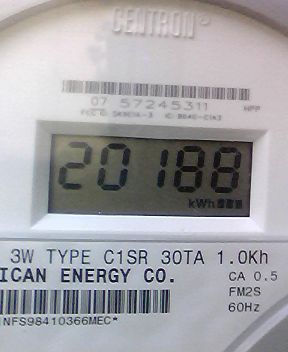 CENTRON
07 57245311
20188
kWh
3W TYPE C1SR 30TA 1.0Kh
ICAN ENERGY CO.
CA 0.5
FM2S
60Hz
NFS98410366MEC*